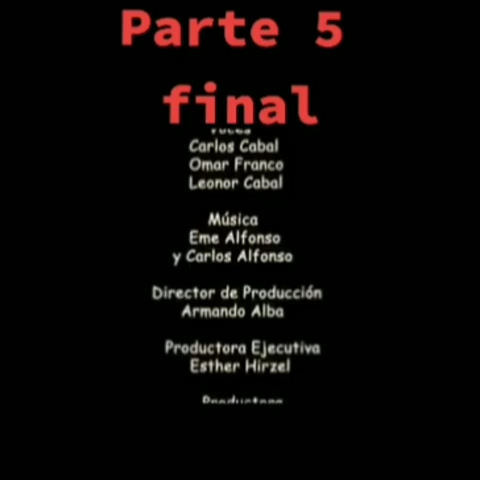 Parte 5
final
Voces
Carlos Cabal
Omar Franco
Leonor Cabal
Música
Eme Alfonso
y Carlos Alfonso
Director de Producción
Armando Alba
Productora Ejecutiva
Esther Hirzel